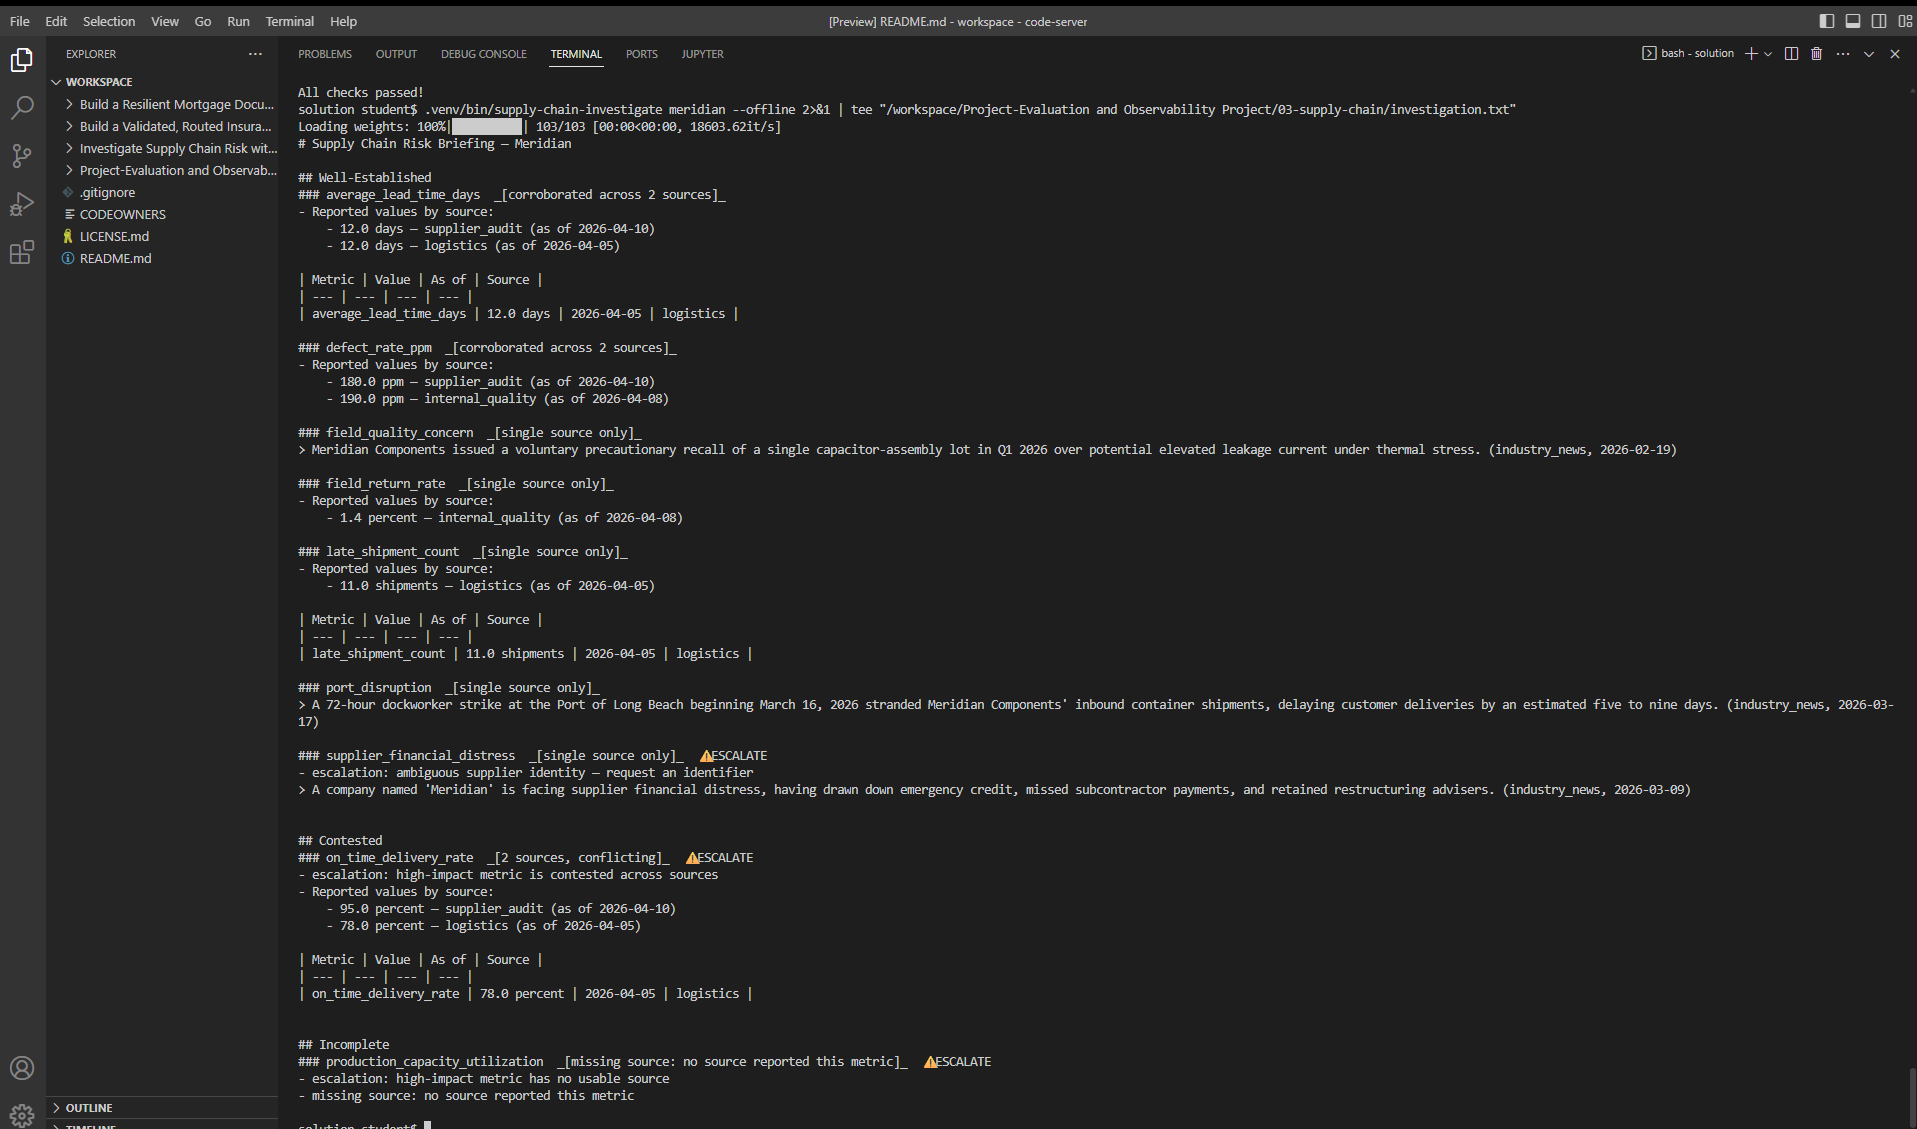 File Edit Selection View Go Run Terminal Help
[Preview] README.md - workspace - code-server
EXPLORER
WORKSPACE
Build a Resilient Mortgage Docu...
Build a Validated, Routed Insura...
Investigate Supply Chain Risk wit...
Project-Evaluation and Observab...
.gitignore
CODEOWNERS
LICENSE.md
README.md
OUTLINE
PROBLEMS OUTPUT DEBUG CONSOLE TERMINAL PORTS JUPYTER
bash - solution
All checks passed!
solution student$ .venv/bin/supply-chain-investigate meridian --offline 2>&1 | tee "/workspace/Project-Evaluation and Observability Project/03-supply-chain/investigation.txt"
Loading weights: 100%|██████████| 103/103 [00:00<00:00, 18603.62it/s]
# Supply Chain Risk Briefing — Meridian
## Well-Established
### average_lead_time_days  _[corroborated across 2 sources]_
- Reported values by source:
    - 12.0 days — supplier_audit (as of 2026-04-10)
    - 12.0 days — logistics (as of 2026-04-05)
| Metric | Value | As of | Source |
| --- | --- | --- | --- |
| average_lead_time_days | 12.0 days | 2026-04-05 | logistics |
### defect_rate_ppm  _[corroborated across 2 sources]_
- Reported values by source:
    - 180.0 ppm — supplier_audit (as of 2026-04-10)
    - 190.0 ppm — internal_quality (as of 2026-04-08)
### field_quality_concern  _[single source only]_
> Meridian Components issued a voluntary precautionary recall of a single capacitor-assembly lot in Q1 2026 over potential elevated leakage current under thermal stress. (industry_news, 2026-02-19)
### field_return_rate  _[single source only]_
- Reported values by source:
    - 1.4 percent — internal_quality (as of 2026-04-08)
### late_shipment_count  _[single source only]_
- Reported values by source:
    - 11.0 shipments — logistics (as of 2026-04-05)
| Metric | Value | As of | Source |
| --- | --- | --- | --- |
| late_shipment_count | 11.0 shipments | 2026-04-05 | logistics |
### port_disruption  _[single source only]_
> A 72-hour dockworker strike at the Port of Long Beach beginning March 16, 2026 stranded Meridian Components' inbound container shipments, delaying customer deliveries by an estimated five to nine days. (industry_news, 2026-03-
17)
### supplier_financial_distress  _[single source only]_  ⚠ESCALATE
- escalation: ambiguous supplier identity — request an identifier
> A company named 'Meridian' is facing supplier financial distress, having drawn down emergency credit, missed subcontractor payments, and retained restructuring advisers. (industry_news, 2026-03-09)
## Contested
### on_time_delivery_rate  _[2 sources, conflicting]_  ⚠ESCALATE
- escalation: high-impact metric is contested across sources
- Reported values by source:
    - 95.0 percent — supplier_audit (as of 2026-04-10)
    - 78.0 percent — logistics (as of 2026-04-05)
| Metric | Value | As of | Source |
| --- | --- | --- | --- |
| on_time_delivery_rate | 78.0 percent | 2026-04-05 | logistics |
## Incomplete
### production_capacity_utilization  _[missing source: no source reported this metric]_  ⚠ESCALATE
- escalation: high-impact metric has no usable source
- missing source: no source reported this metric
solution student$